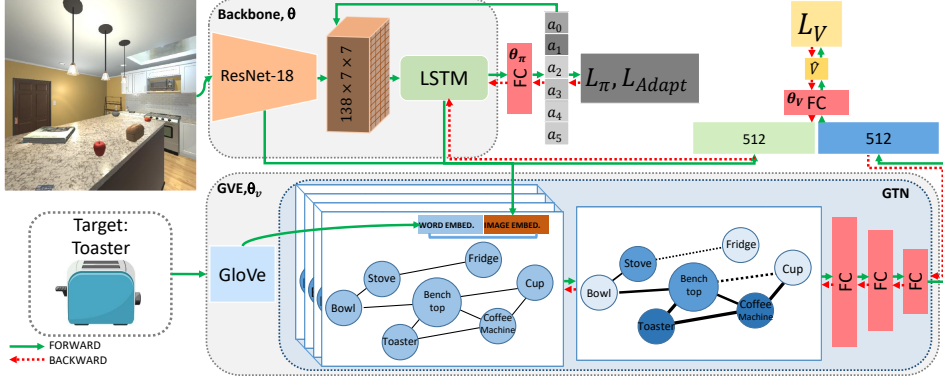 Backbone, θ
ResNet-18
138 × 7 × 7
LSTM
θπ
FC
a0
a1
a2
a3
a4
a5
Lπ, LAdapt
LV
v̂
θV FC
512
512
Target:
Toaster
GVE,θν
GTN
GloVe
WORD EMBED.
IMAGE EMBED.
Fridge
Stove
Cup
Bowl
Bench
top
Coffee
Machine
Toaster
Fridge
Stove
Cup
Bowl
Bench
top
Coffee
Machine
Toaster
FC
FC
FC
FORWARD
BACKWARD